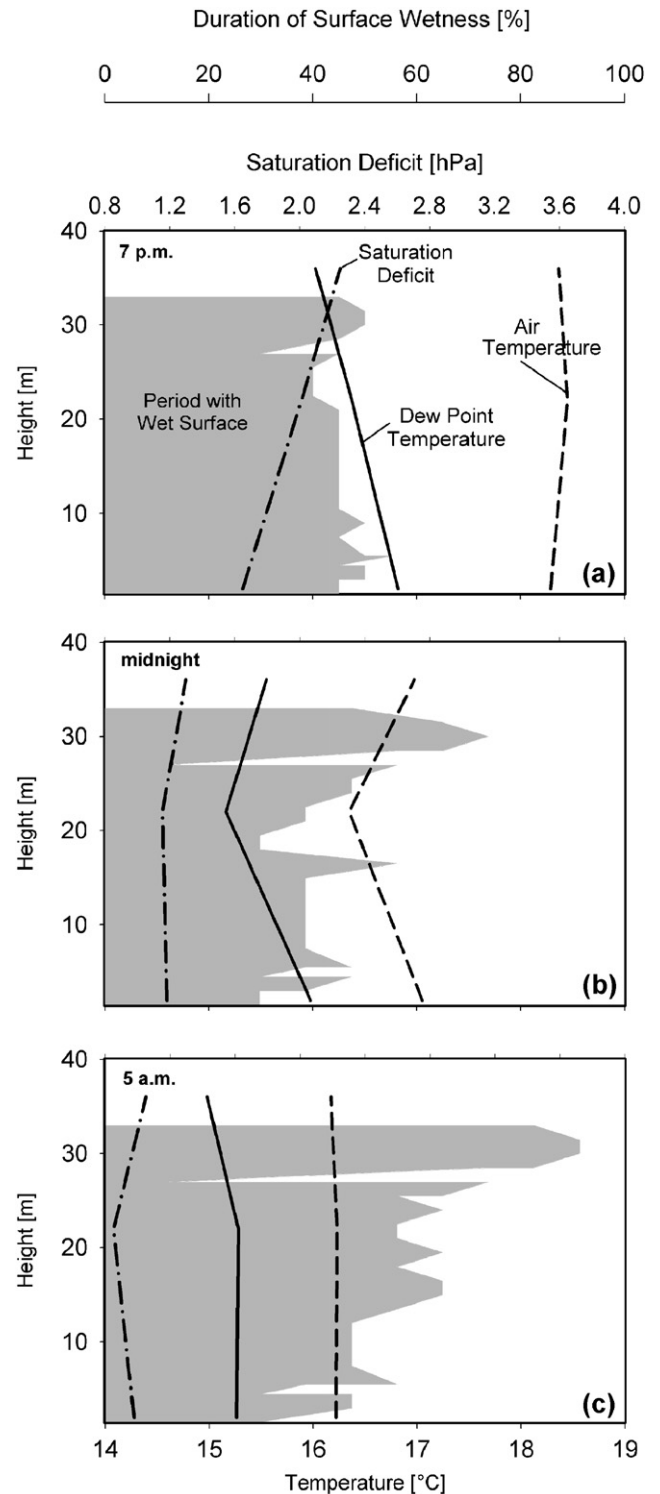 Duration of Surface Wetness [%]
0 20 40 60 80 100
Saturation Deficit [hPa]
0.8 1.2 1.6 2.1 2.4 2.8 3.2 3.6 4.0
40
7 p.m.
Saturation
Deficit
30
Air
Temperature
Height [m]
20
Period with
Wet Surface
Dew Point
Temperature
10
(a)
40
midnight
30
Height [m]
20
10
(b)
40
5 a.m.
30
Height [m]
20
10
(c)
14 15 16 17 18 19
Temperature [°C]